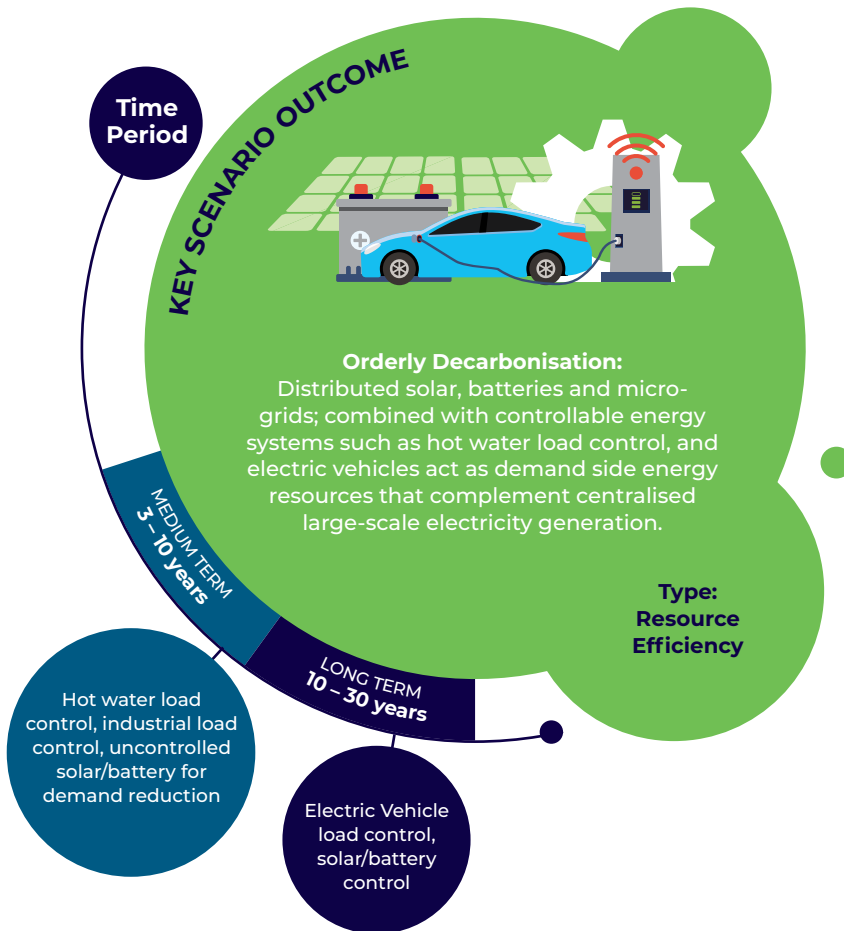 Time
Period
KEY SCENARIO OUTCOME
Orderly Decarbonisation:
Distributed solar, batteries and micro-
grids; combined with controllable energy
systems such as hot water load control, and
electric vehicles act as demand side energy
resources that complement centralised
large-scale electricity generation.
Type:
Resource
Efficiency
MEDIUM TERM
3 – 10 years
LONG TERM
10 – 30 years
Hot water load
control, industrial load
control, uncontrolled
solar/battery for
demand reduction
Electric Vehicle
load control,
solar/battery
control